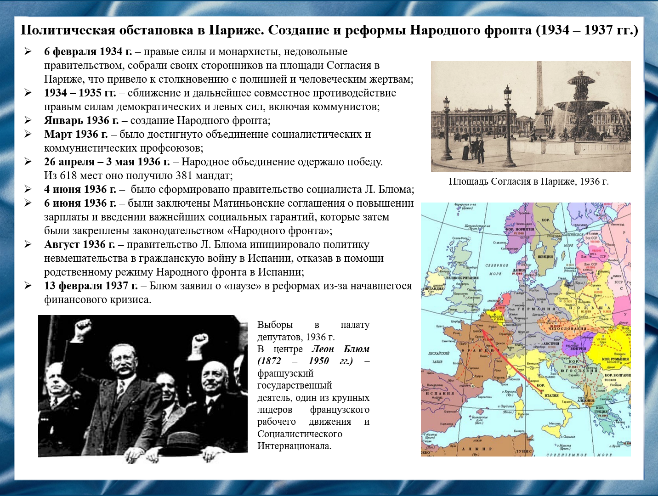 Политическая обстановка в Париже. Создание и реформы Народного фронта (1934 – 1937 гг.)
6 февраля 1934 г. – правые силы и монархисты, недовольные
правительством, собрали своих сторонников на площади Согласия в
Париже, что привело к столкновению с полицией и человеческим жертвам;
1934 – 1935 гг. – сближение и дальнейшее совместное противодействие
правым силам демократических и левых сил, включая коммунистов;
Январь 1936 г. – создание Народного фронта;
Март 1936 г. – было достигнуто объединение социалистических и
коммунистических профсоюзов;
26 апреля – 3 мая 1936 г. – Народное объединение одержало победу.
Из 618 мест оно получило 381 мандат;
4 июня 1936 г. – было сформировано правительство социалиста Л. Блюма;
6 июня 1936 г. – были заключены Матиньонские соглашения о повышении
зарплаты и введении важнейших социальных гарантий, которые затем
были закреплены законодательством «Народного фронта»;
Август 1936 г. – правительство Л. Блюма инициировало политику
невмешательства в гражданскую войну в Испании, отказав в помощи
родственному режиму Народного фронта в Испании;
13 февраля 1937 г. – Блюм заявил о «паузе» в реформах из-за начавшегося
финансового кризиса.
Площадь Согласия в Париже, 1936 г.
Выборы в палату
депутатов, 1936 г.
В центре Леон Блюм
(1872 – 1950 гг.) –
французский
государственный
деятель, один из крупных
лидеров французского
рабочего движения и
Социалистического
Интернационала.